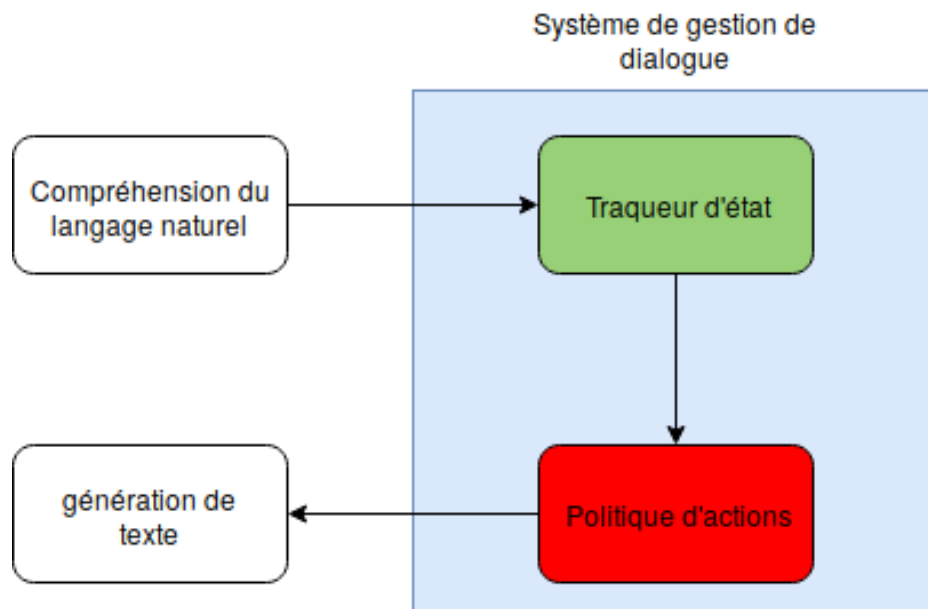 Système de gestion de
dialogue
Compréhension du
langage naturel
Traqueur d'état
génération de
texte
Politique d'actions